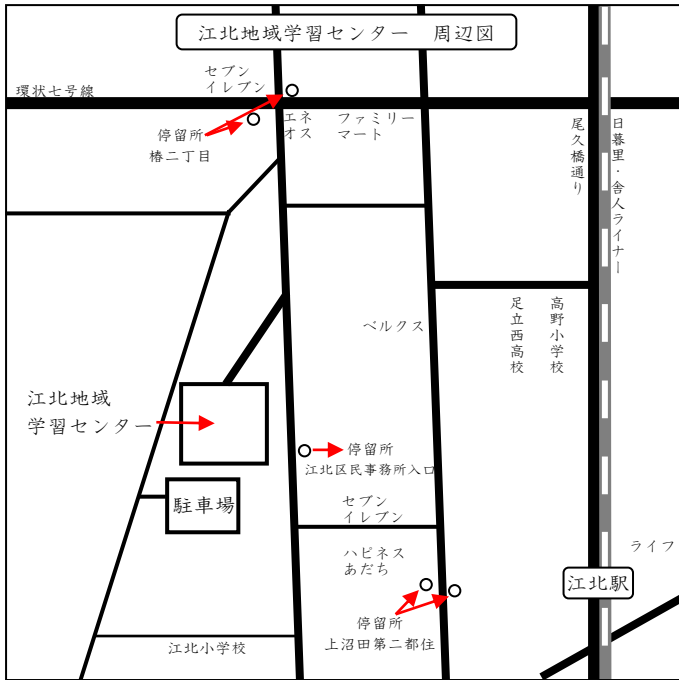 江北地域学習センター　周辺図
セブン
イレブン
環状七号線
エネ
オス
ファミリー
マート
停留所
椿二丁目
尾久橋通り
日暮里・舎人ライナー
ベルクス
足立西高校
高野小学校
江北地域
学習センター
停留所
江北区民事務所入口
駐車場
セブン
イレブン
ハピネス
あだち
ライフ
江北駅
停留所
上沼田第二都住
江北小学校